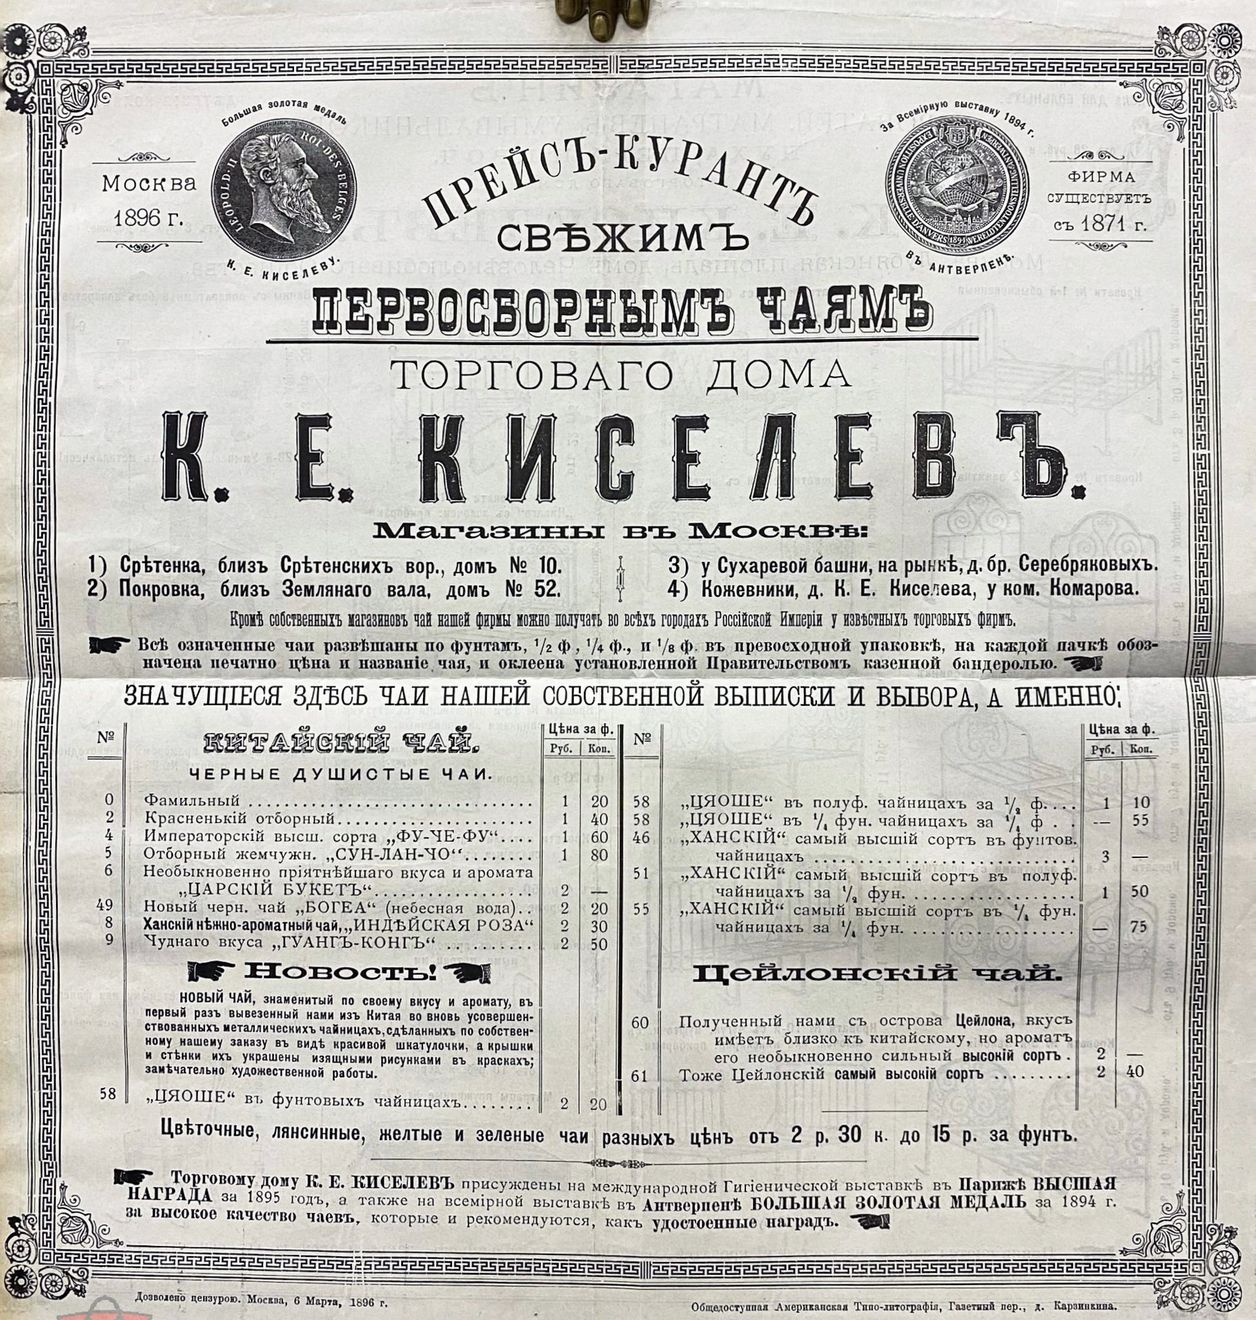 Большая золотая медаль
LEOPOLD·II ROI·DES·BELGES
К. Е. КИСЕЛЕВУ.
Москва
1896 г.
ПРЕЙСЪ-КУРАНТЪ
СВѢЖИМЪ
ПЕРВОСБОРНЫМЪ ЧАЯМЪ
За Всемірную выставку 1894 г.
ВЪ АНТВЕРПЕНѢ.
ФИРМА
СУЩЕСТВУЕТЪ
съ 1871 г.
ТОРГОВАГО ДОМА
К. Е. КИСЕЛЕВЪ.
Магазины въ Москвѣ:
1) Срѣтенка, близъ Срѣтенскихъ вор., домъ № 10.
2) Покровка, близъ Землянаго вала, домъ № 52.
3) у Сухаревой башни, на рынкѣ, д. бр. Серебряковыхъ.
4) Кожевники, д. К. Е. Киселева, у ком. Комарова.
Кромѣ собственныхъ магазиновъ чай нашей фирмы можно получать во всѣхъ городахъ Россійской Имперіи у извѣстныхъ торговыхъ фирмъ.
Всѣ означенные чаи развѣшаны по фунтамъ, 1/2 ф, 1/4 ф., и 1/8 ф. въ превосходной упаковкѣ, на каждой пачкѣ обоз-
начена печатно цѣна и названіе чая, и оклеена установленной Правительствомъ казенной бандеролью.
ЗНАЧУЩІЕСЯ ЗДѢСЬ ЧАИ НАШЕЙ СОБСТВЕННОЙ ВЫПИСКИ И ВЫБОРА, А ИМЕННО:
№ КИТАЙСКІЙ ЧАЙ. Цѣна за ф.
Руб. Коп.
ЧЕРНЫЕ ДУШИСТЫЕ ЧАИ.
0 Фамильный 1 20
2 Красненькій отборный 1 40
4 Императорскій высш. сорта „ФУ-ЧЕ-ФУ“ 1 60
5 Отборный жемчужн. „СУН-ЛАН-ЧО“ 1 80
6 Необыкновенно пріятнѣйшаго вкуса и аромата
„ЦАРСКІЙ БУКЕТЪ“ 2 —
49 Новый черн. чай „БОГЕА“ (небесная вода) 2 20
8 Ханскій нѣжно-ароматный чай, „ИНДѢЙСКАЯ РОЗА“ 2 30
9 Чуднаго вкуса „ГУАНГЪ-КОНГЪ“ 2 50
Новость!
НОВЫЙ ЧАЙ, знаменитый по своему вкусу и аромату, въ
первый разъ вывезенный нами изъ Китая во вновь усовершен-
ствованныхъ металлическихъ чайницахъ, сдѣланныхъ по собствен-
ному нашему заказу въ видѣ красивой шкатулочки, а крышки
и стѣнки ихъ украшены изящными рисунками въ краскахъ;
замѣчательно художественной работы.
58 „ЦЯОШЕ“ въ фунтовыхъ чайницахъ 2 20
№ Цѣна за ф.
Руб. Коп.
58 „ЦЯОШЕ“ въ полуф. чайницахъ за 1/2 ф. 1 10
58 „ЦЯОШЕ“ въ 1/4 фун. чайницахъ за 1/4 ф. — 55
46 „ХАНСКІЙ“ самый высшій сортъ въ фунтов.
чайницахъ 3 —
51 „ХАНСКІЙ“ самый высшій сортъ въ полуф.
чайницахъ за 1/2 фун. 1 50
55 „ХАНСКІЙ“ самый высшій сортъ въ 1/4 фун.
чайницахъ за 1/4 фун. — 75
Цейлонскій чай.
60 Полученный нами съ острова Цейлона, вкусъ
имѣетъ близко къ китайскому, но ароматъ
его необыкновенно сильный высокій сортъ. 2 —
61 Тоже Цейлонскій самый высокій сортъ 2 40
Цвѣточные, лянсинные, желтые и зеленые чаи разныхъ цѣнъ отъ 2 р. 30 к. до 15 р. за фунтъ.
Торговому дому К. Е. КИСЕЛЕВЪ присуждены на международной Гигіенической выставкѣ въ Парижѣ ВЫСШАЯ
НАГРАДА за 1895 годъ, а также на всемірной выставкѣ въ Антверпенѣ БОЛЬШАЯ ЗОЛОТАЯ МЕДАЛЬ за 1894 г.
за высокое качество чаевъ, которые и рекомендуются, какъ удостоенные наградъ.
Дозволено цензурою. Москва, 6 Марта, 1896 г.
Общедоступная Американская Типо-литографія, Газетный пер., д. Карзинкина.